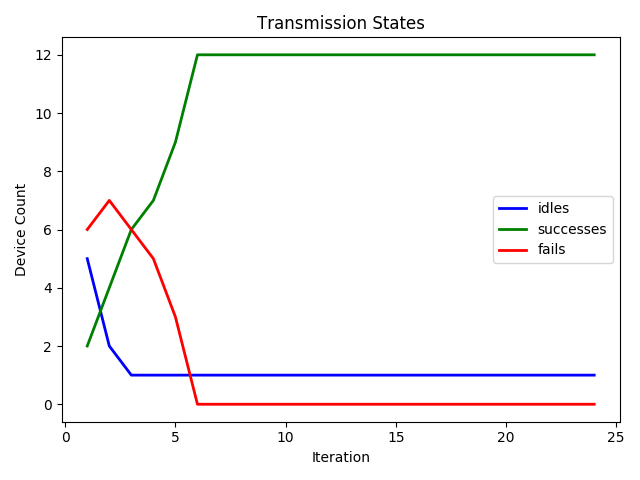 Transmission States
Device Count
12
10
8
6
4
2
0
idles
successes
fails
0 5 10 15 20 25
Iteration